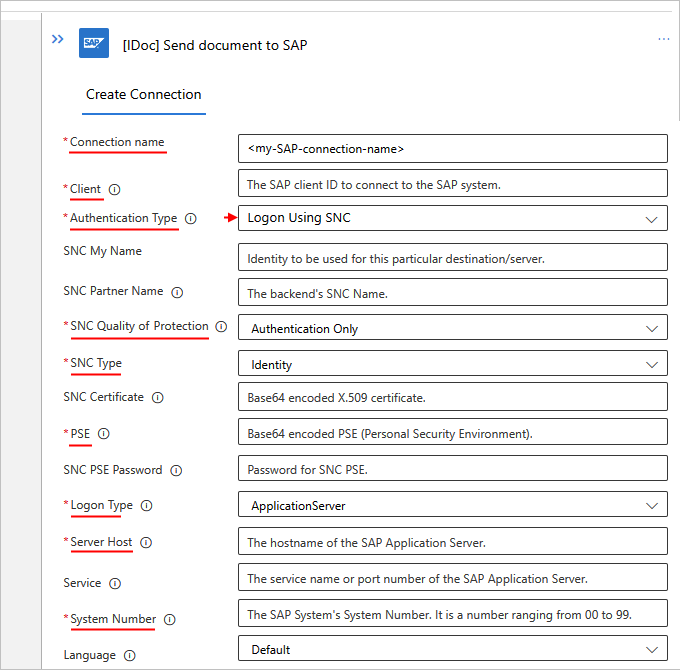 SAP [IDoc] Send document to SAP
Create Connection
* Connection name <my-SAP-connection-name>
* Client The SAP client ID to connect to the SAP system.
* Authentication Type Logon Using SNC
SNC My Name Identity to be used for this particular destination/server.
SNC Partner Name The backend's SNC Name.
* SNC Quality of Protection Authentication Only
* SNC Type Identity
SNC Certificate Base64 encoded X.509 certificate.
* PSE Base64 encoded PSE (Personal Security Environment).
SNC PSE Password Password for SNC PSE.
* Logon Type ApplicationServer
* Server Host The hostname of the SAP Application Server.
Service The service name or port number of the SAP Application Server.
* System Number The SAP System's System Number. It is a number ranging from 00 to 99.
Language Default